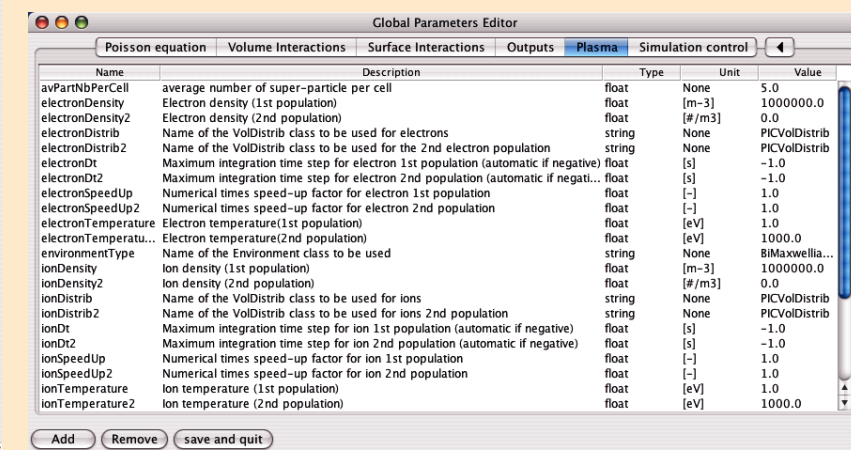 Global Parameters Editor
Poisson equation Volume Interactions Surface Interactions Outputs Plasma Simulation control
Name Description Type Unit Value
avPartNbPerCell average number of super-particle per cell float None 5.0
electronDensity Electron density (1st population) float [m-3] 1000000.0
electronDensity2 Electron density (2nd population) float [#/m3] 0.0
electronDistrib Name of the VolDistrib class to be used for electrons string None PICVolDistrib
electronDistrib2 Name of the VolDistrib class to be used for the 2nd electron population string None PICVolDistrib
electronDt Maximum integration time step for electron 1st population (automatic if negative) float [s] -1.0
electronDt2 Maximum integration time step for electron 2nd population (automatic if negati... float [s] -1.0
electronSpeedUp Numerical times speed-up factor for electron 1st population float [-] 1.0
electronSpeedUp2 Numerical times speed-up factor for electron 2nd population float [-] 1.0
electronTemperature Electron temperature(1st population) float [eV] 1.0
electronTemperatu... Electron temperature(2nd population) float [eV] 1000.0
environmentType Name of the Environment class to be used string None BiMaxwellia...
ionDensity Ion density (1st population) float [m-3] 1000000.0
ionDensity2 Ion density (2nd population) float [#/m3] 0.0
ionDistrib Name of the VolDistrib class to be used for ions string None PICVolDistrib
ionDistrib2 Name of the VolDistrib class to be used for ions 2nd population string None PICVolDistrib
ionDt Maximum integration time step for ion 1st population (automatic if negative) float [s] -1.0
ionDt2 Maximum integration time step for ion 2nd population (automatic if negative) float [s] -1.0
ionSpeedUp Numerical times speed-up factor for ion 1st population float [-] 1.0
ionSpeedUp2 Numerical times speed-up factor for ion 2nd population float [-] 1.0
ionTemperature Ion temperature (1st population) float [eV] 1.0
ionTemperature2 Ion temperature (2nd population) float [eV] 1000.0
Add Remove save and quit